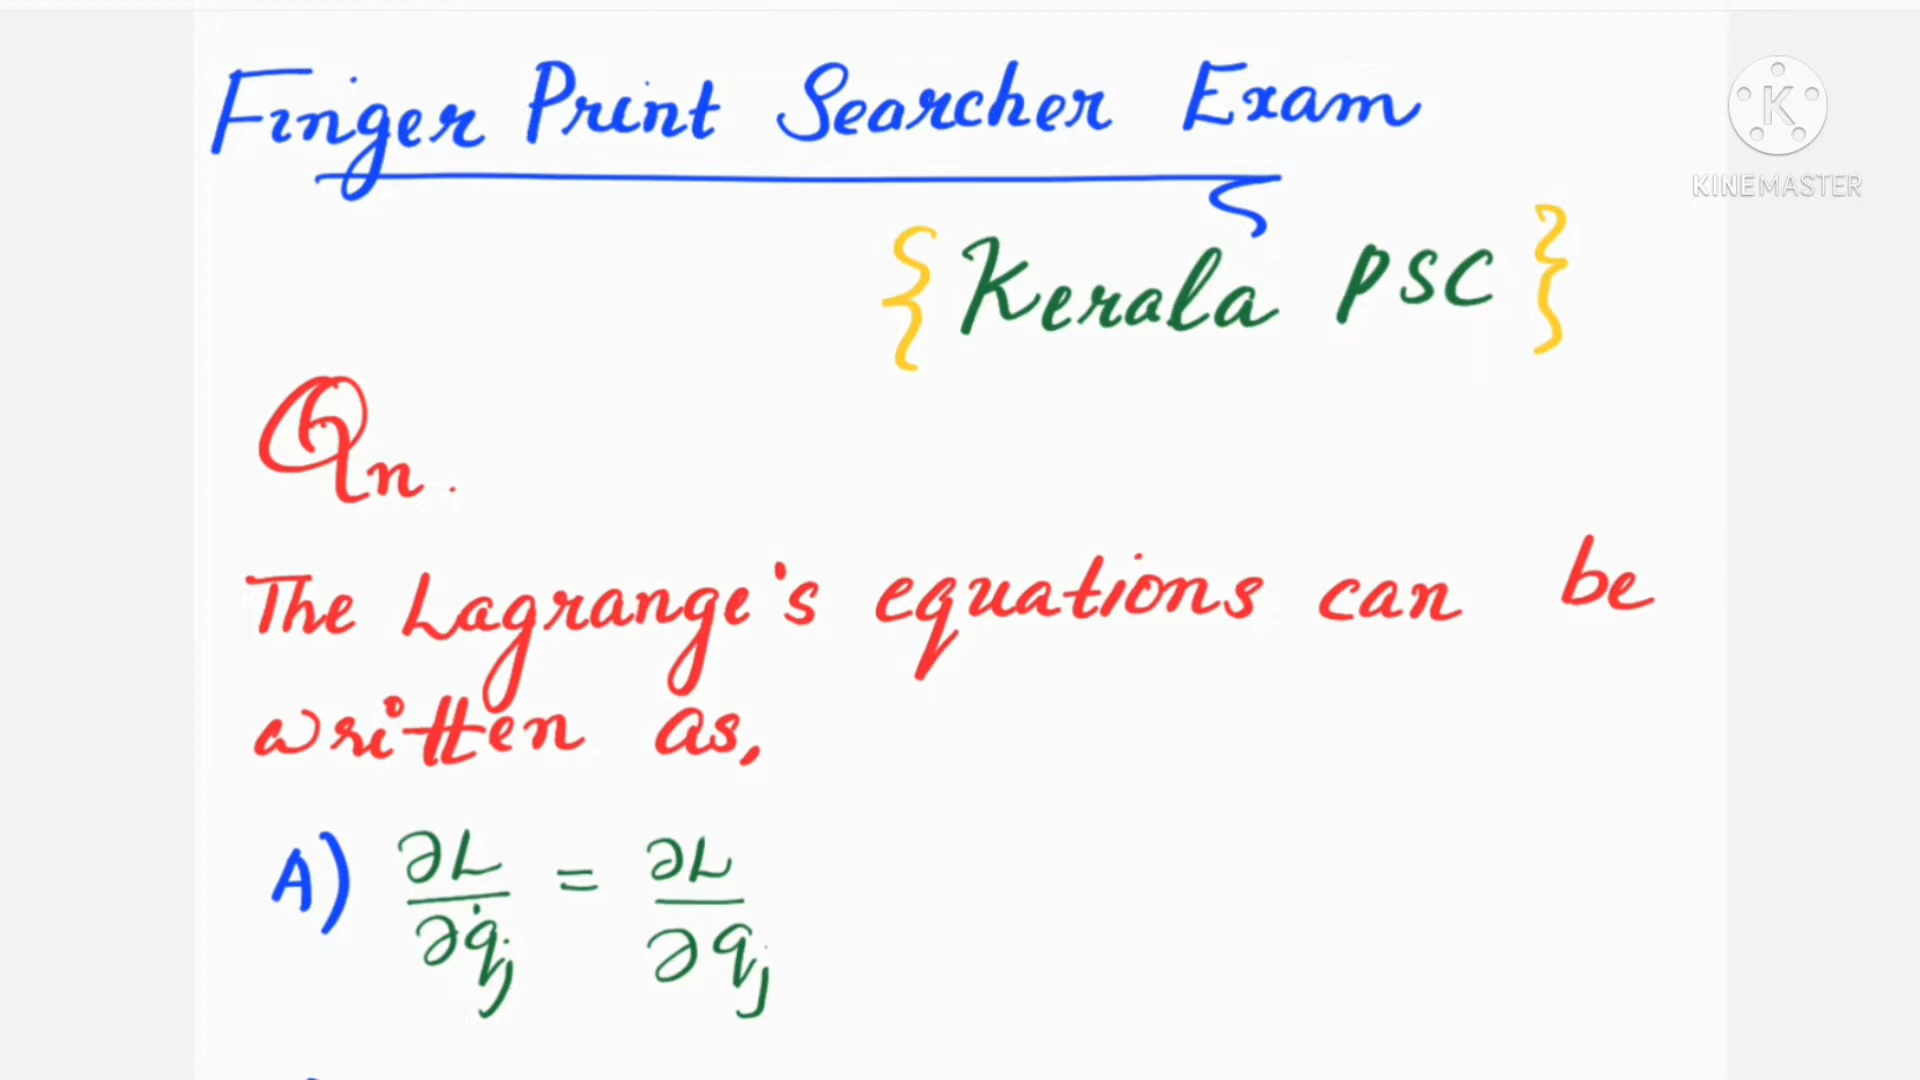 Finger Print Searcher Exam
{Kerala PSC}
Qn.
The Lagrange's equations can be
written as,
A) ∂L/∂q̇j = ∂L/∂qj
KINEMASTER